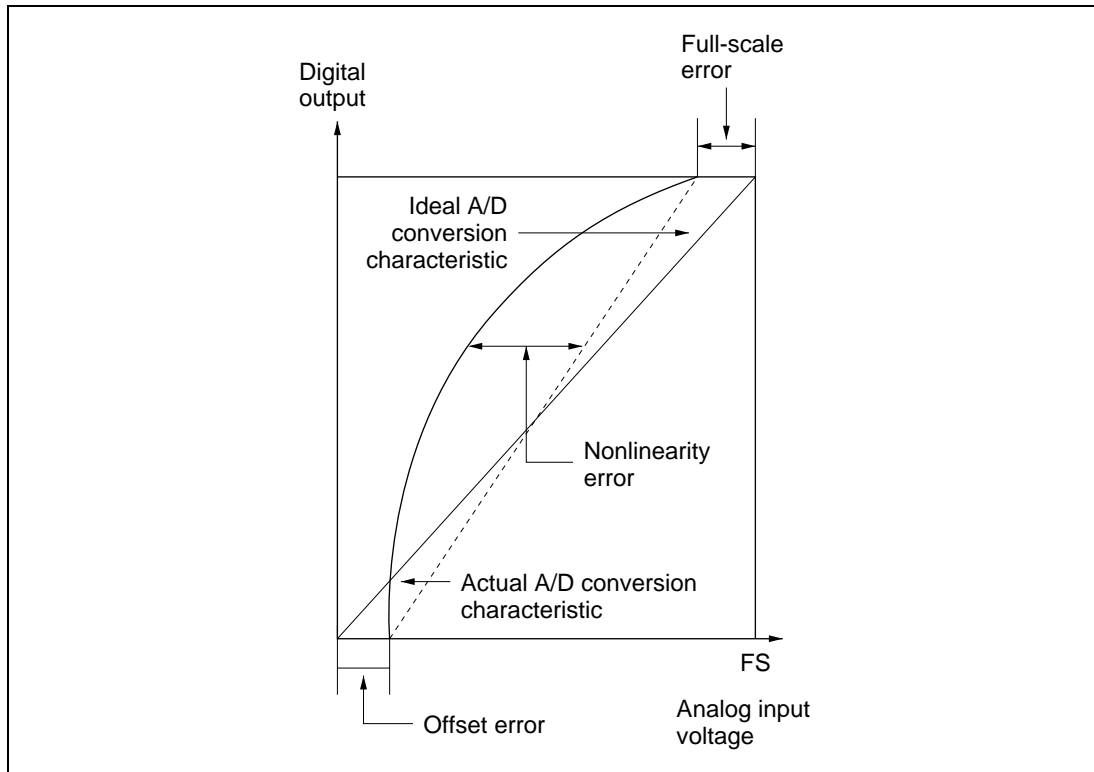 Full-scale
error
Digital
output
Ideal A/D
conversion
characteristic
Nonlinearity
error
Actual A/D conversion
characteristic
FS
Offset error
Analog input
voltage